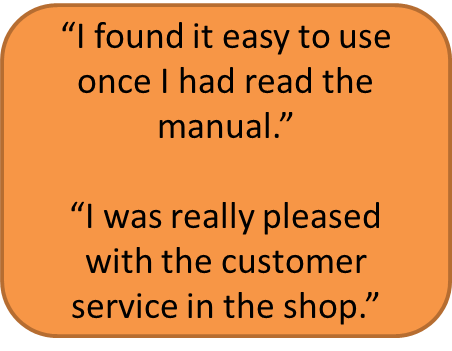 “I found it easy to use
once I had read the
manual.”
“I was really pleased
with the customer
service in the shop.”